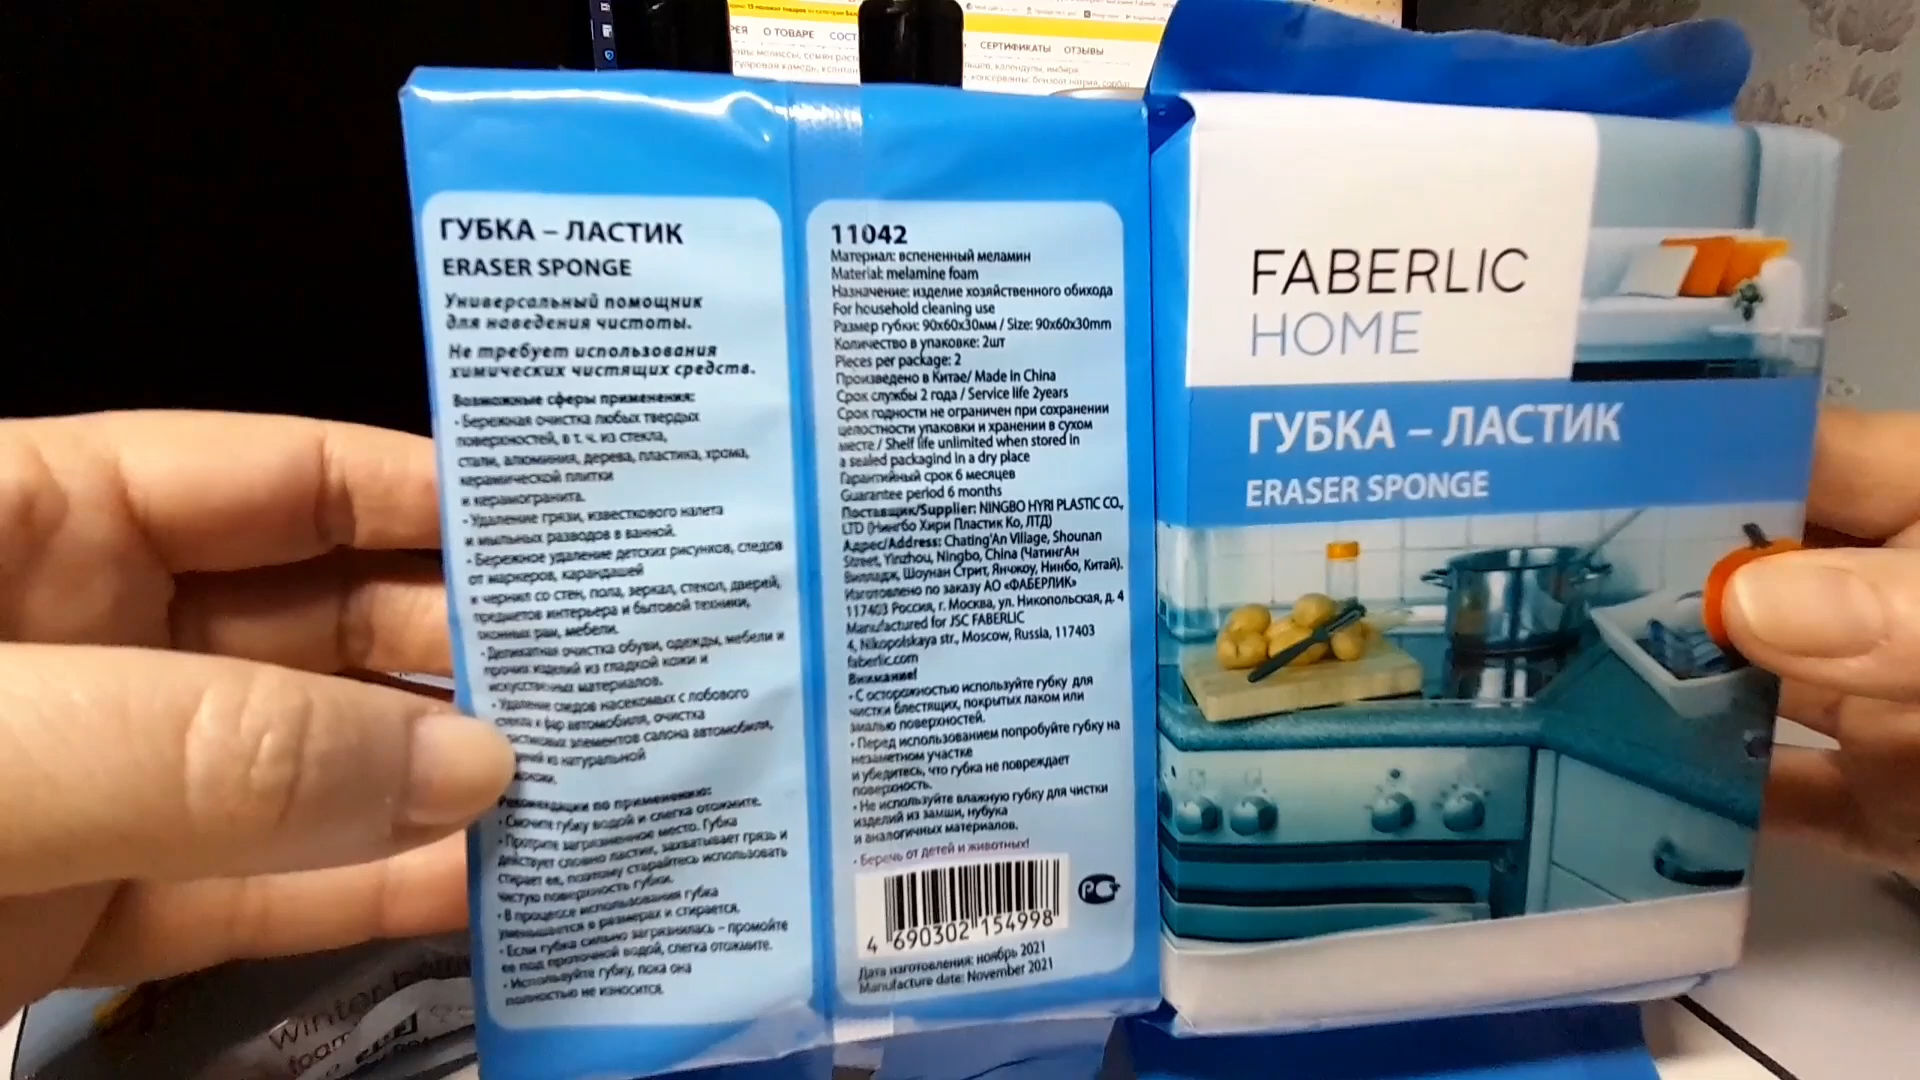 О ТОВАРЕ
СЕРТИФИКАТЫ
ОТЗЫВЫ
ГУБКА – ЛАСТИК
ERASER SPONGE
Универсальный помощник
для наведения чистоты.
Не требует использования
химических чистящих средств.
Возможные сферы применения:
• Бережная очистка любых твердых
поверхностей, в т. ч. из стекла,
стали, алюминия, дерева, пластика, хрома,
керамической плитки
и керамогранита.
• Удаление грязи, известкового налета
и мыльных разводов в ванной.
• Бережное удаление детских рисунков, следов
от маркеров, карандашей
и чернил со стен, пола, зеркал, стекол, дверей,
предметов интерьера и бытовой техники,
оконных рам, мебели.
• Деликатная очистка обуви, одежды, мебели и
прочих изделий из гладкой кожи и
искусственных материалов.
• Удаление следов насекомых с лобового
стекла и фар автомобиля, очистка
элементов салона автомобиля,
из натуральной
Рекомендации по применению:
• Смочите губку водой и слегка отожмите.
• Протрите загрязненное место. Губка
действует словно ластик, захватывает грязь и
стирает ее, поэтому старайтесь использовать
чистую поверхность губки.
• В процессе использования губка
уменьшается в размерах и стирается.
• Если губка сильно загрязнилась – промойте
ее под проточной водой, слегка отожмите.
• Используйте губку, пока она
полностью не износится.
11042
Материал: вспененный меламин
Material: melamine foam
Назначение: изделие хозяйственного обихода
For household cleaning use
Размер губки: 90х60х30мм / Size: 90x60x30mm
Количество в упаковке: 2шт
Pieces per package: 2
Произведено в Китае/ Made in China
Срок службы 2 года / Service life 2years
Срок годности не ограничен при сохранении
целостности упаковки и хранении в сухом
месте / Shelf life unlimited when stored in
a sealed packagind in a dry place
Гарантийный срок 6 месяцев
Guarantee period 6 months
Поставщик/Supplier: NINGBO HYRI PLASTIC CO.,
LTD (Нингбо Хири Пластик Ко, ЛТД)
Адрес/Address: Chating'An Village, Shounan
Street, Yinzhou, Ningbo, China (ЧатингАн
Вилладж, Шоунан Стрит, Янчжоу, Нинбо, Китай).
Изготовлено по заказу АО «ФАБЕРЛИК»
117403 Россия, г. Москва, ул. Никопольская, д. 4
Manufactured for JSC FABERLIC
4, Nikopolskaya str., Moscow, Russia, 117403
faberlic.com
Внимание!
• С осторожностью используйте губку для
чистки блестящих, покрытых лаком или
эмалью поверхностей.
• Перед использованием попробуйте губку на
незаметном участке
и убедитесь, что губка не повреждает
поверхность.
• Не используйте влажную губку для чистки
изделий из замши, нубука
и аналогичных материалов.
• Беречь от детей и животных!
4 690302 154998
Дата изготовления: ноябрь 2021
Manufacture date: November 2021
FABERLIC
HOME
ГУБКА – ЛАСТИК
ERASER SPONGE